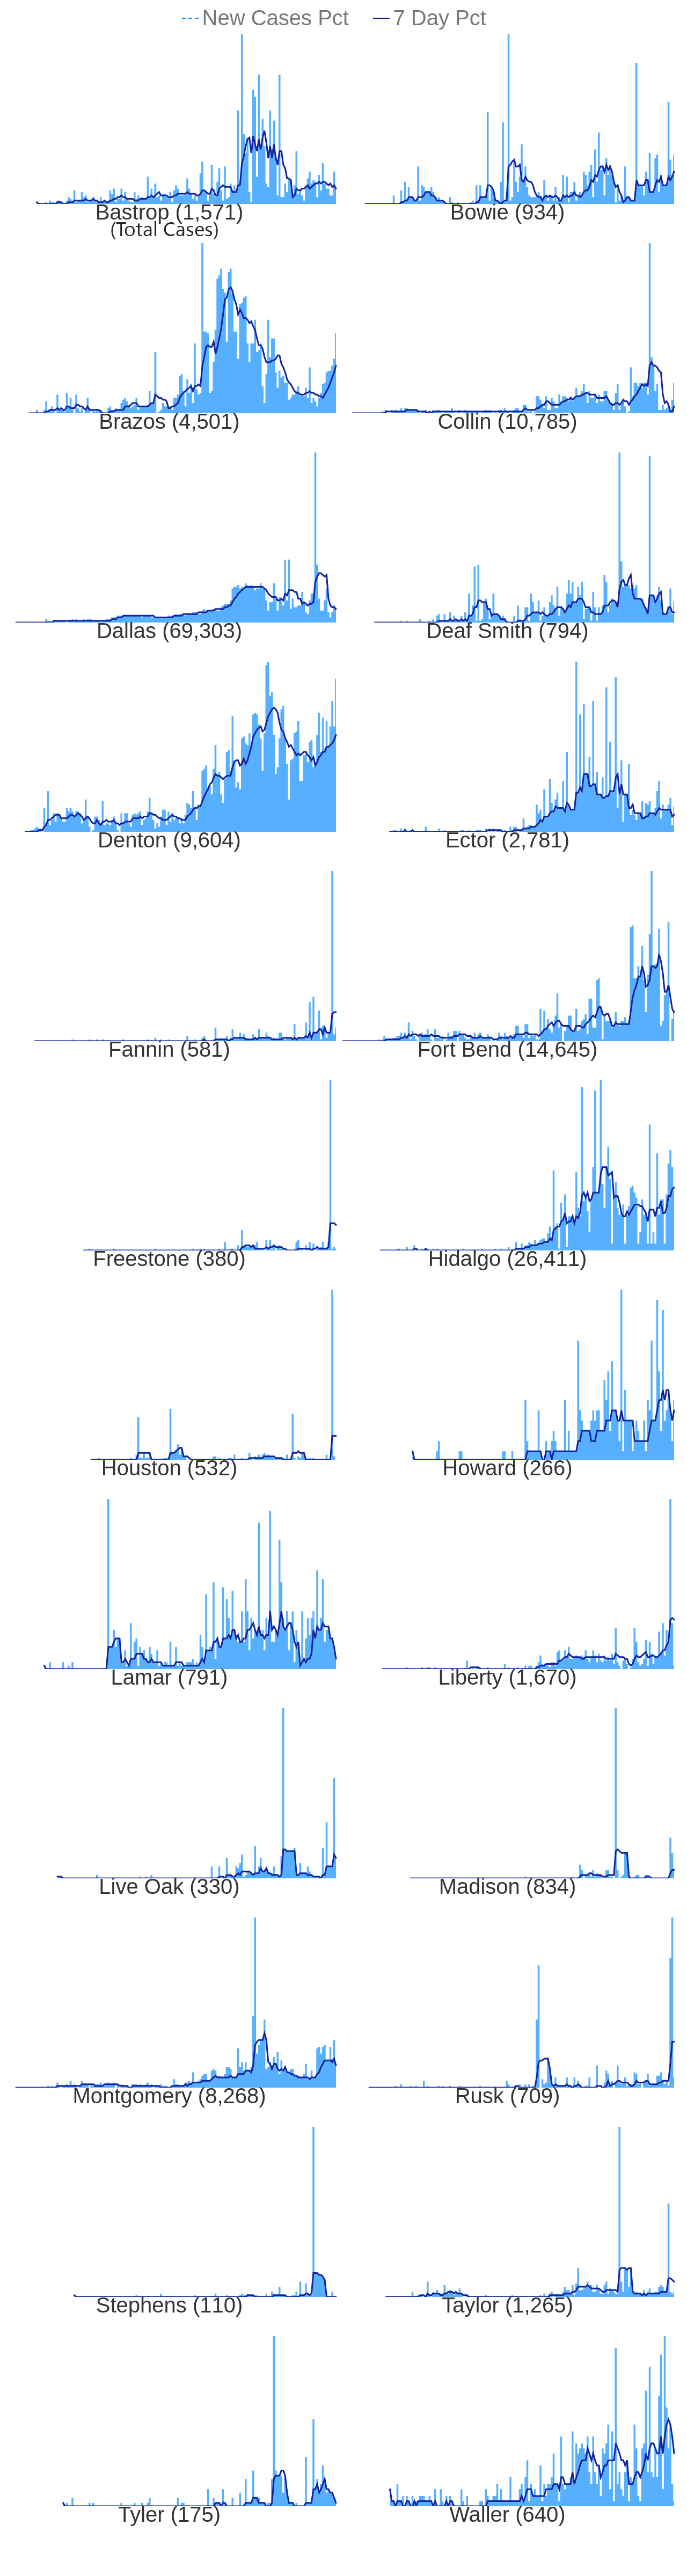 New Cases Pct 7 Day Pct
Bastrop (1,571) Bowie (934)
(Total Cases)
Brazos (4,501) Collin (10,785)
Dallas (69,303) Deaf Smith (794)
Denton (9,604) Ector (2,781)
Fannin (581) Fort Bend (14,645)
Freestone (380) Hidalgo (26,411)
Houston (532) Howard (266)
Lamar (791) Liberty (1,670)
Live Oak (330) Madison (834)
Montgomery (8,268) Rusk (709)
Stephens (110) Taylor (1,265)
Tyler (175) Waller (640)